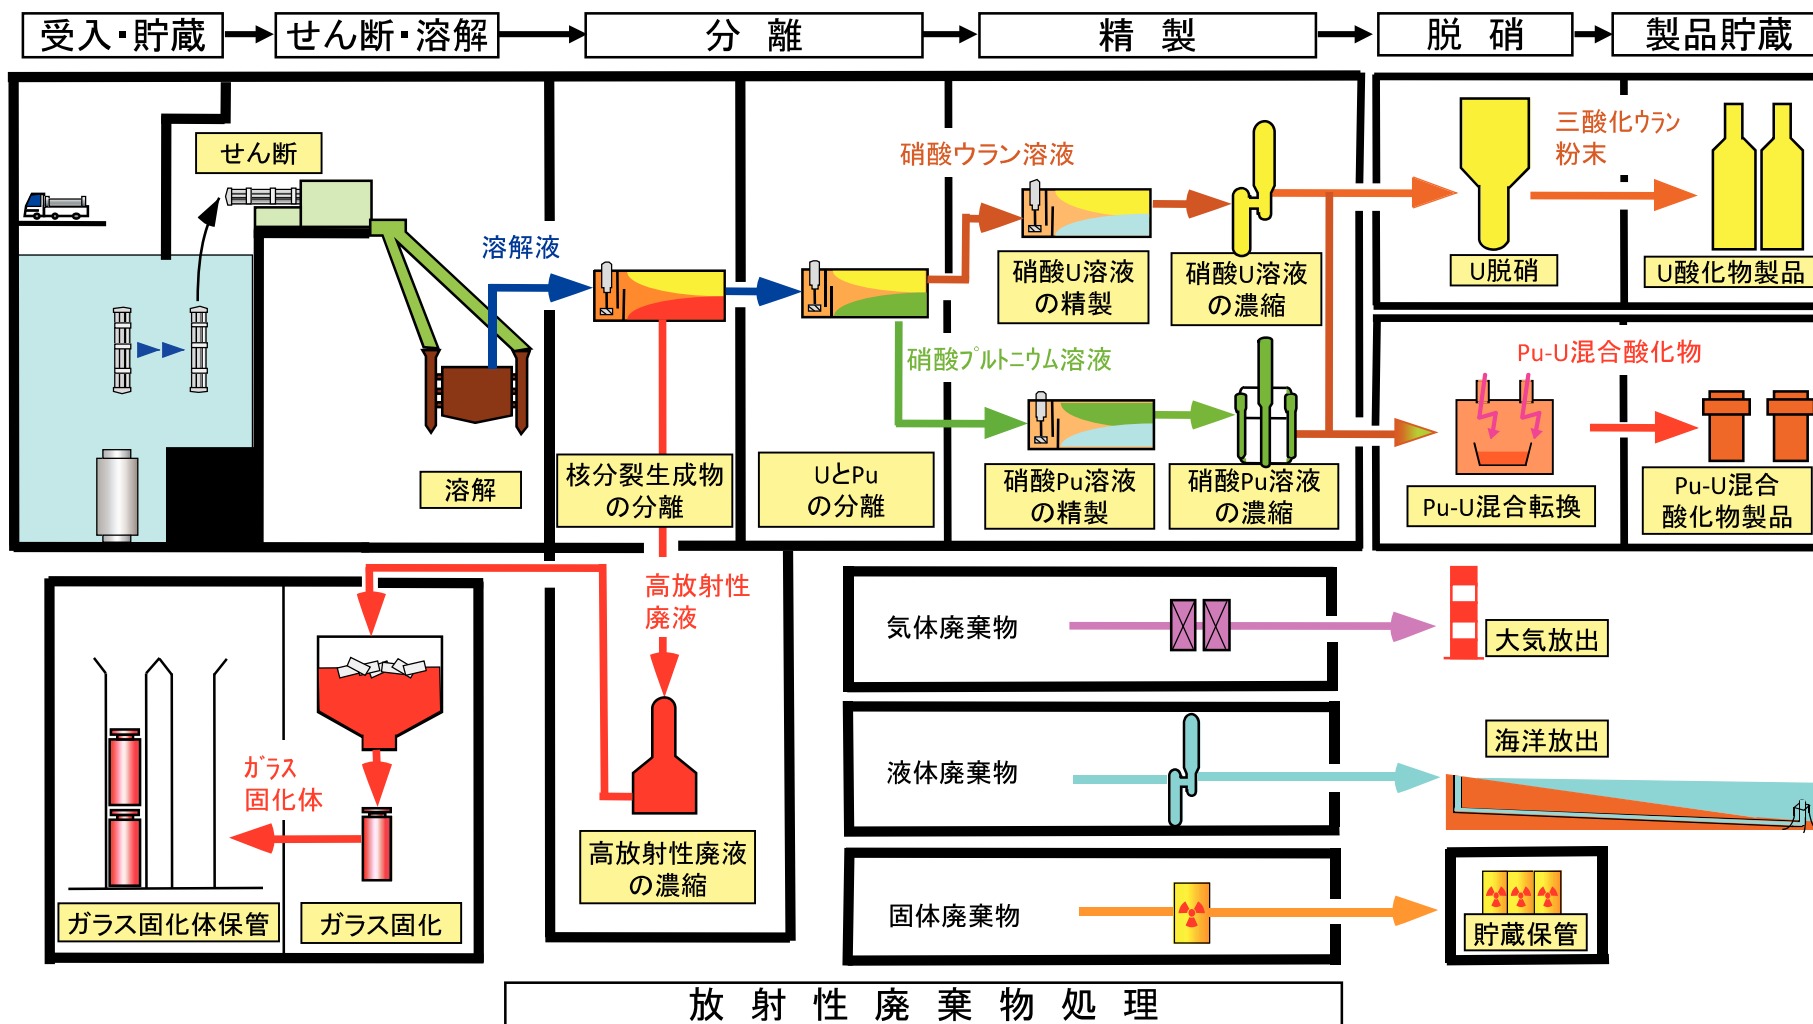 受入・貯蔵
せん断・溶解
分離
精製
脱硝
製品貯蔵
せん断
溶解液
溶解
核分裂生成物
の分離
UとPu
の分離
硝酸ウラン溶液
硝酸U溶液
の精製
硝酸U溶液
の濃縮
硝酸プルトニウム溶液
硝酸Pu溶液
の精製
硝酸Pu溶液
の濃縮
三酸化ウラン
粉末
U脱硝
U酸化物製品
Pu-U混合酸化物
Pu-U混合転換
Pu-U混合
酸化物製品
高放射性
廃液
高放射性廃液
の濃縮
ガラス
固化体
ガラス固化体保管
ガラス固化
気体廃棄物
大気放出
液体廃棄物
海洋放出
固体廃棄物
貯蔵保管
放射性廃棄物処理